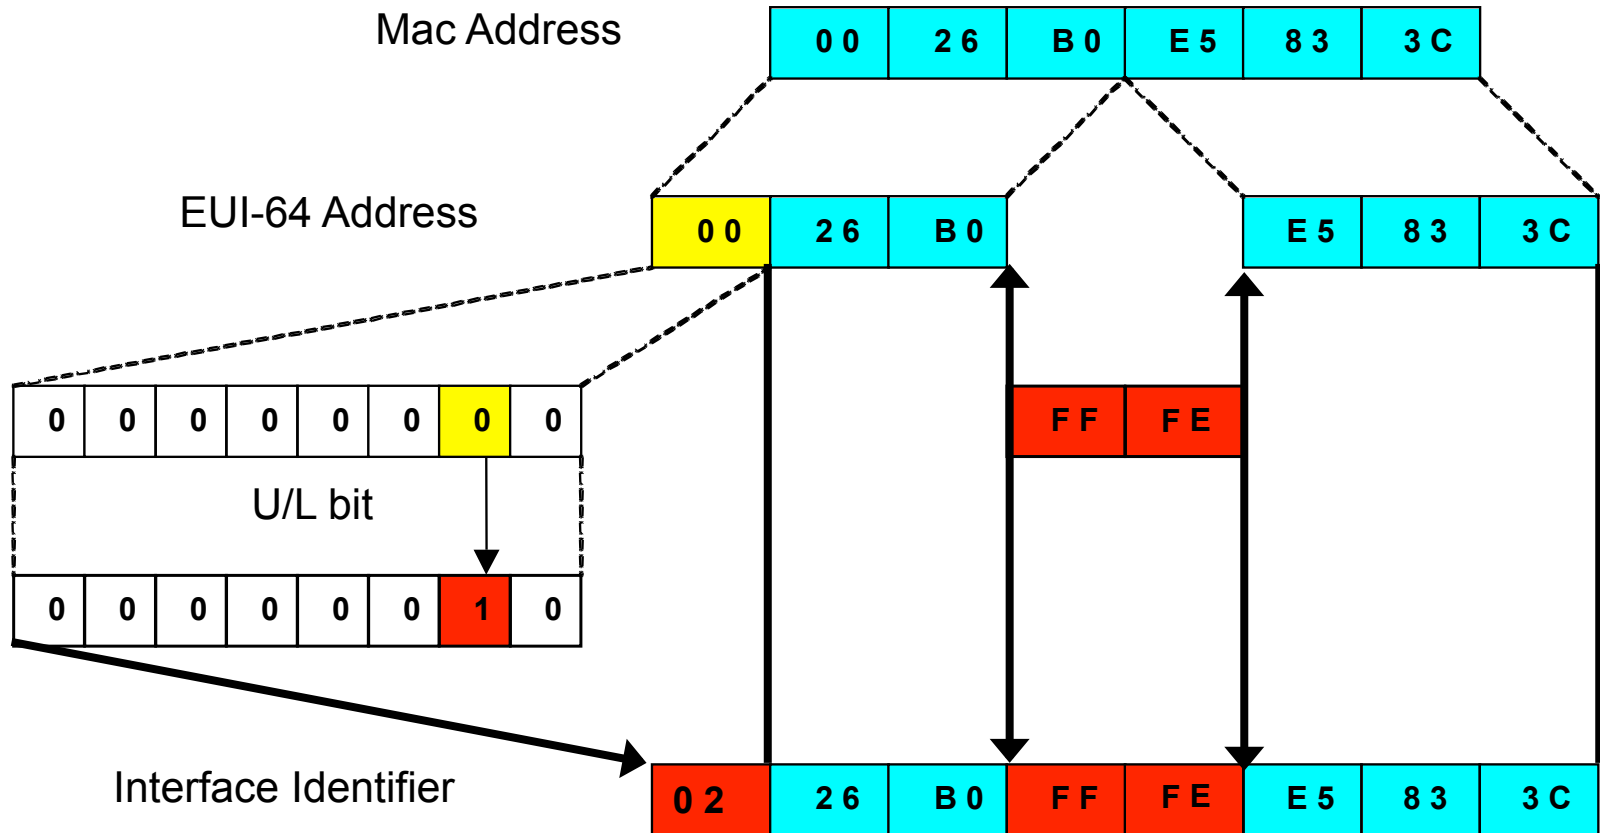 Mac Address 00 26 B0 E5 83 3C
EUI-64 Address 00 26 B0 E5 83 3C
0 0 0 0 0 0 0 0 FF FE
U/L bit
0 0 0 0 0 0 1 0
Interface Identifier 02 26 B0 FF FE E5 83 3C